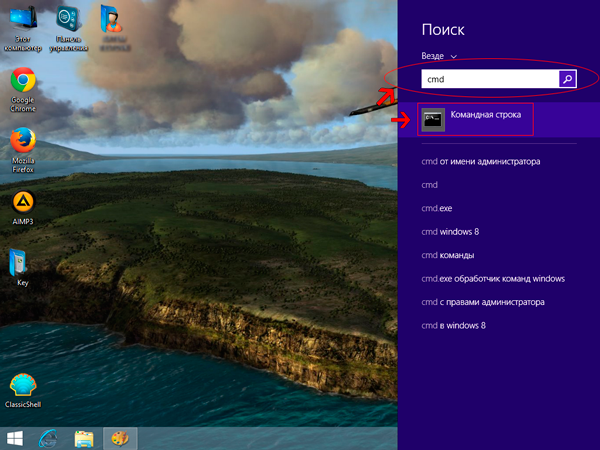 Этот
компьютер
Панель
управления
Google
Chrome
Mozilla
Firefox
AIMP3
Key
ClassicShell
Поиск
Везде
cmd
Командная строка
cmd от имени администратора
cmd
cmd.exe
cmd windows 8
cmd команды
cmd.exe обработчик команд windows
cmd с правами администратора
cmd в windows 8